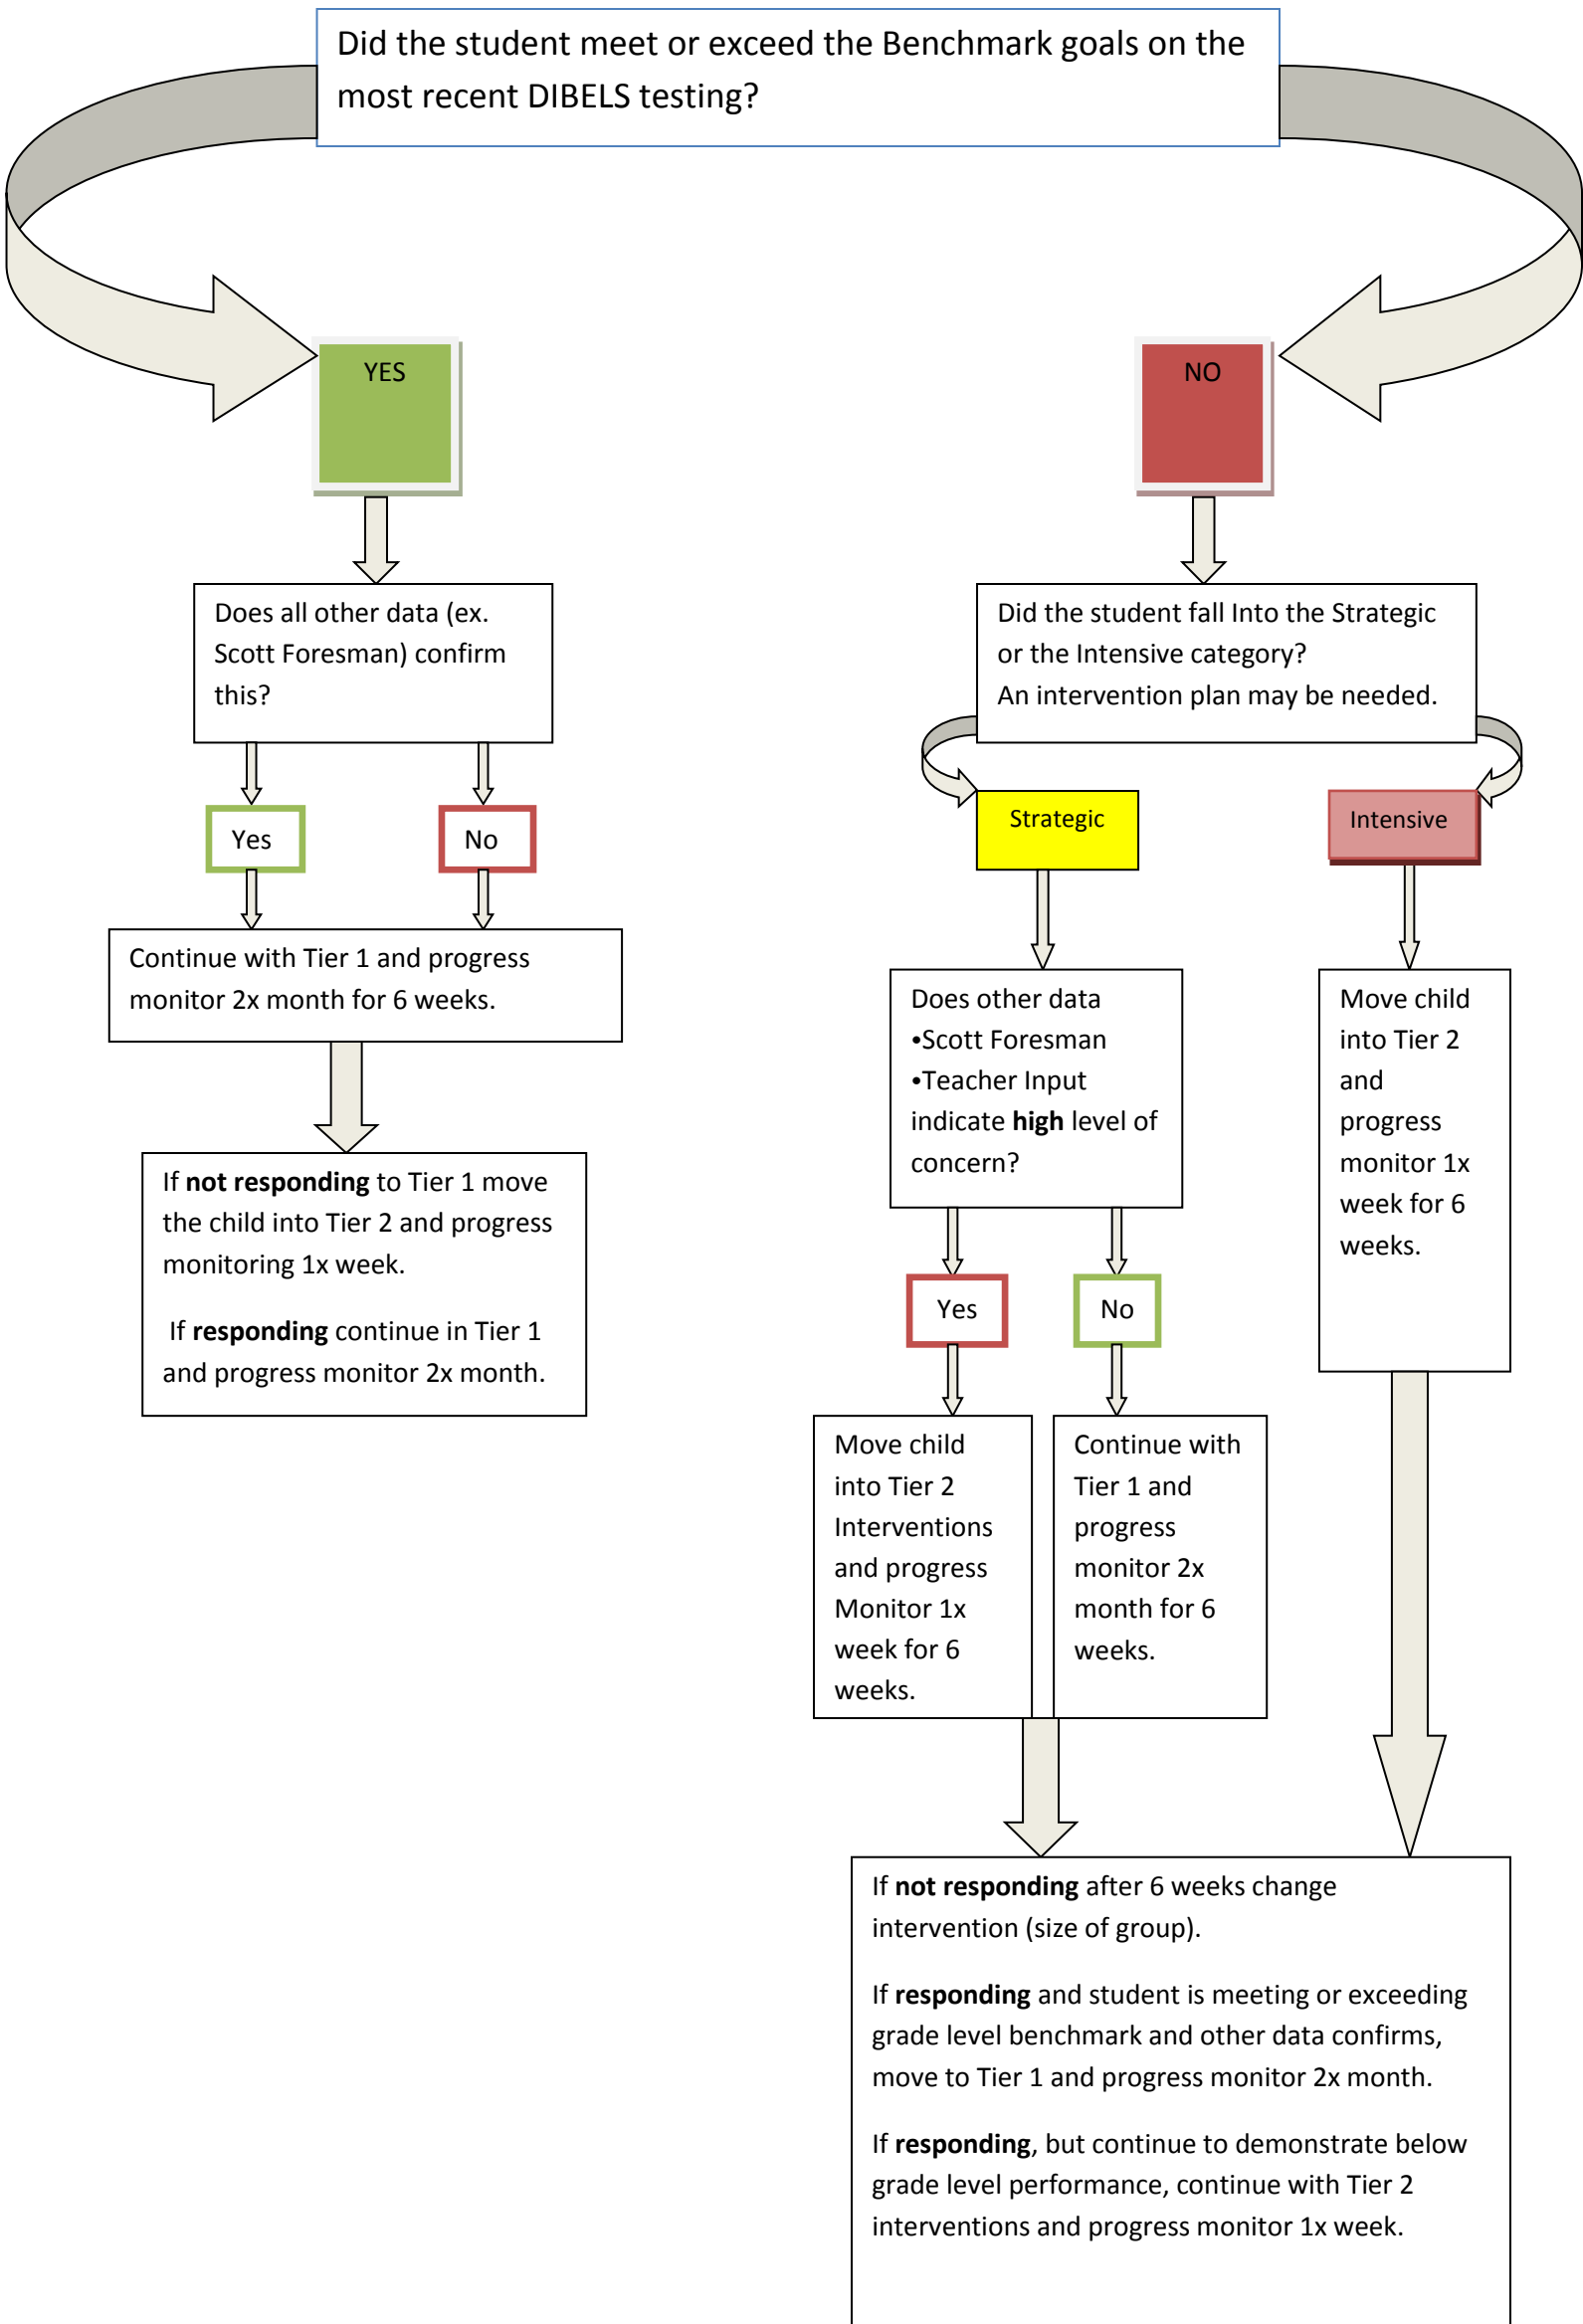 Did the student meet or exceed the Benchmark goals on the
most recent DIBELS testing?
YES
NO
Does all other data (ex.
Scott Foresman) confirm
this?
Yes
No
Continue with Tier 1 and progress
monitor 2x month for 6 weeks.
If not responding to Tier 1 move
the child into Tier 2 and progress
monitoring 1x week.
If responding continue in Tier 1
and progress monitor 2x month.
Did the student fall Into the Strategic
or the Intensive category?
An intervention plan may be needed.
Strategic
Intensive
Does other data
•Scott Foresman
•Teacher Input
indicate high level of
concern?
Yes
No
Move child
into Tier 2
Interventions
and progress
Monitor 1x
week for 6
weeks.
Continue with
Tier 1 and
progress
monitor 2x
month for 6
weeks.
Move child
into Tier 2
and
progress
monitor 1x
week for 6
weeks.
If not responding after 6 weeks change
intervention (size of group).
If responding and student is meeting or exceeding
grade level benchmark and other data confirms,
move to Tier 1 and progress monitor 2x month.
If responding, but continue to demonstrate below
grade level performance, continue with Tier 2
interventions and progress monitor 1x week.